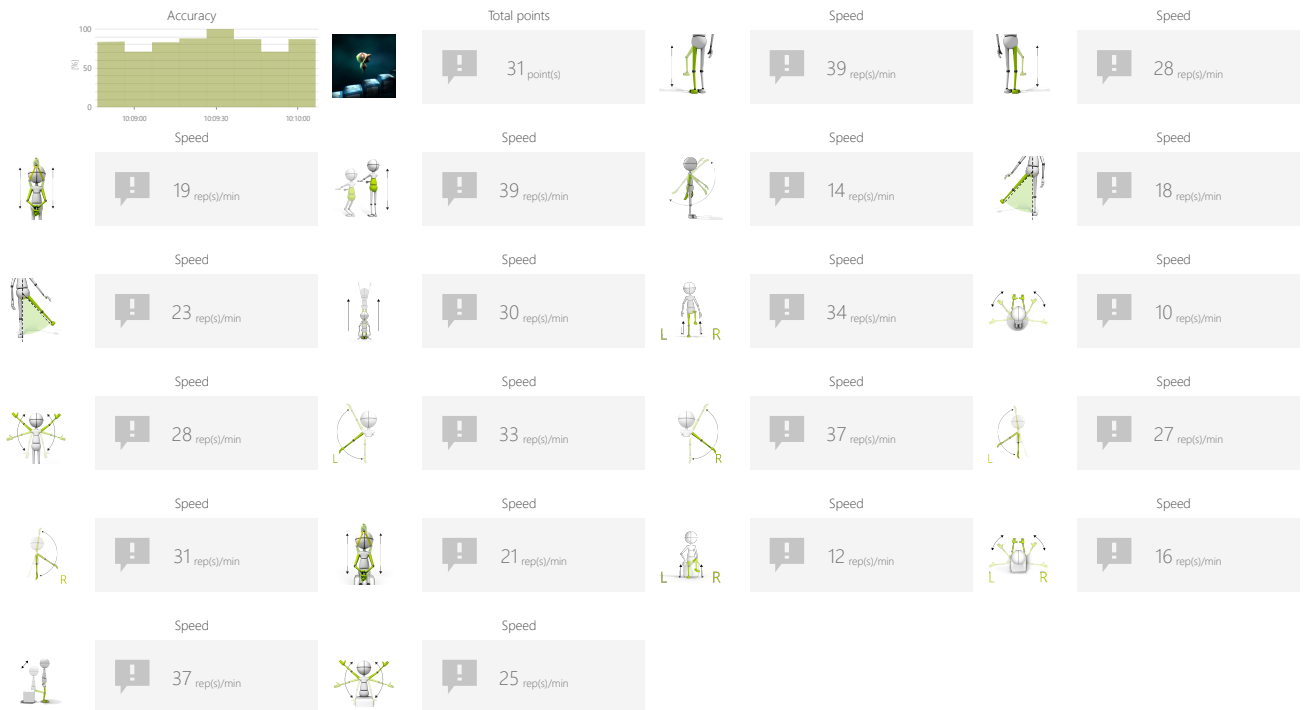 Accuracy
Total points
Speed
Speed
100
(%)
50
0
10:09:00
10:09:30
10:10:00
31 point(s)
39 rep(s)/min
28 rep(s)/min
Speed
Speed
Speed
Speed
19 rep(s)/min
39 rep(s)/min
14 rep(s)/min
18 rep(s)/min
Speed
Speed
Speed
Speed
23 rep(s)/min
30 rep(s)/min
L R
34 rep(s)/min
10 rep(s)/min
Speed
Speed
Speed
Speed
28 rep(s)/min
L
33 rep(s)/min
R
37 rep(s)/min
L
27 rep(s)/min
Speed
Speed
Speed
Speed
R
31 rep(s)/min
21 rep(s)/min
L R
12 rep(s)/min
L R
16 rep(s)/min
Speed
Speed
37 rep(s)/min
25 rep(s)/min